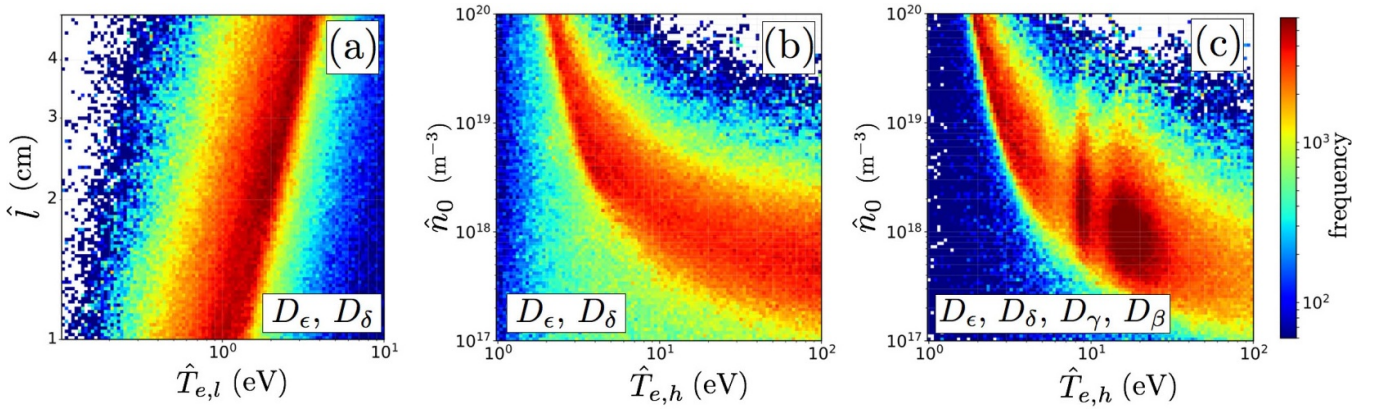 (a)
4
3
2
1
l̂ (cm)
D_ϵ, D_δ
10^0
10^1
T̂_{e,l} (eV)
(b)
10^20
10^19
10^18
10^17
n̂_0 (m^{-3})
D_ϵ, D_δ
10^0
10^1
10^2
T̂_{e,h} (eV)
(c)
10^20
10^19
10^18
10^17
n̂_0 (m^{-3})
D_ϵ, D_δ, D_γ, D_β
10^0
10^1
10^2
T̂_{e,h} (eV)
10^3
10^2
frequency